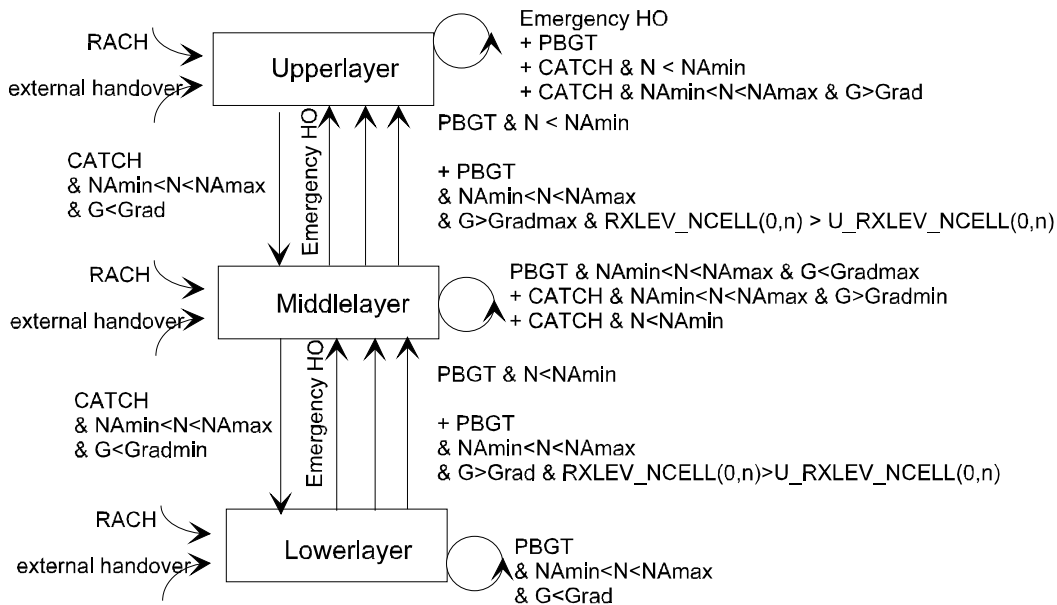 RACH
external handover
Upperlayer
Emergency HO
+ PBGT
+ CATCH & N < NAmin
+ CATCH & NAmin<N<NAmax & G>Grad
CATCH
& NAmin<N<NAmax
& G<Grad
Emergency HO
PBGT & N < NAmin
+ PBGT
& NAmin<N<NAmax
& G>Gradmax & RXLEV_NCELL(0,n) > U_RXLEV_NCELL(0,n)
RACH
external handover
Middlelayer
PBGT & NAmin<N<NAmax & G<Gradmax
+ CATCH & NAmin<N<NAmax & G>Gradmin
+ CATCH & N<NAmin
CATCH
& NAmin<N<NAmax
& G<Gradmin
Emergency HO
PBGT & N<NAmin
+ PBGT
& NAmin<N<NAmax
& G>Grad & RXLEV_NCELL(0,n)>U_RXLEV_NCELL(0,n)
RACH
external handover
Lowerlayer
PBGT
& NAmin<N<NAmax
& G<Grad